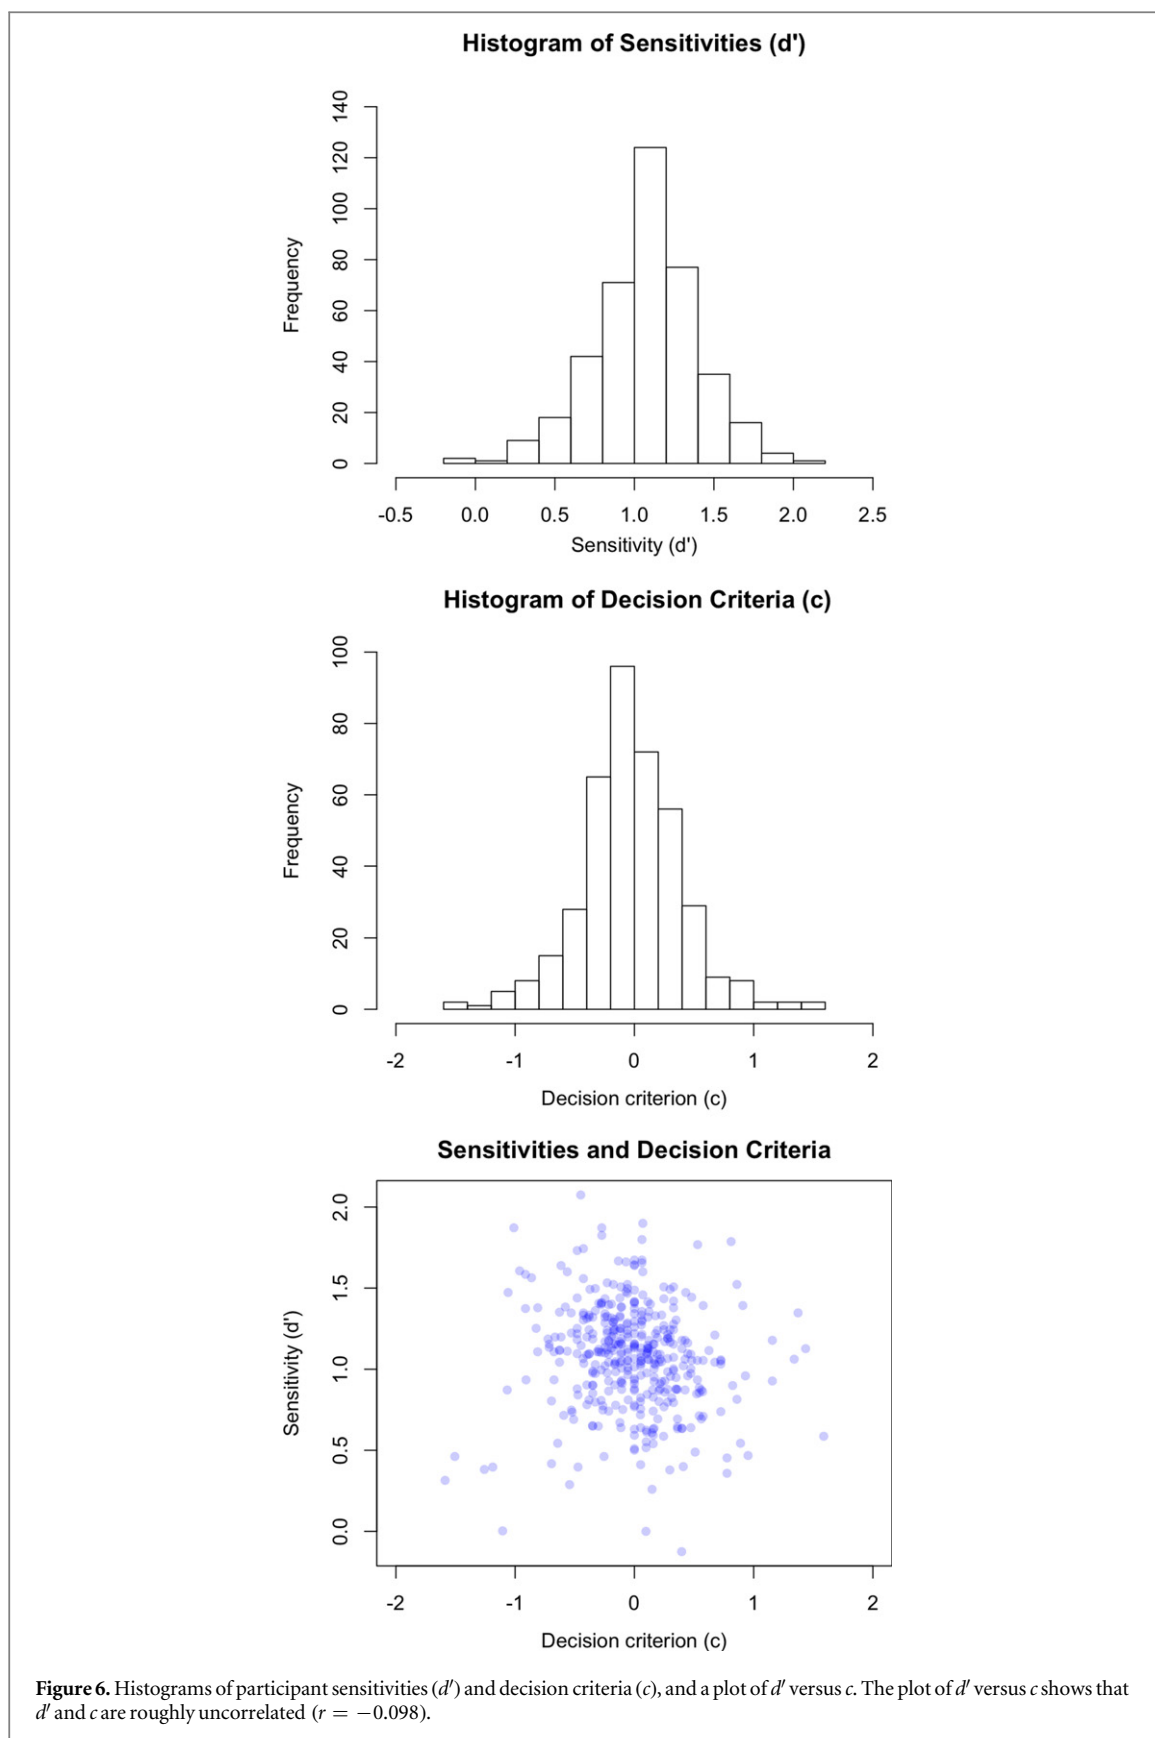 Histogram of Sensitivities (d')
140
120
100
80
60
40
20
0
Frequency
-0.5 0.0 0.5 1.0 1.5 2.0 2.5
Sensitivity (d')
Histogram of Decision Criteria (c)
100
80
60
40
20
0
Frequency
-2 -1 0 1 2
Decision criterion (c)
Sensitivities and Decision Criteria
2.0
1.5
1.0
0.5
0.0
Sensitivity (d')
-2 -1 0 1 2
Decision criterion (c)
Figure 6. Histograms of participant sensitivities (d′) and decision criteria (c), and a plot of d′ versus c. The plot of d′ versus c shows that
d′ and c are roughly uncorrelated (r = −0.098).